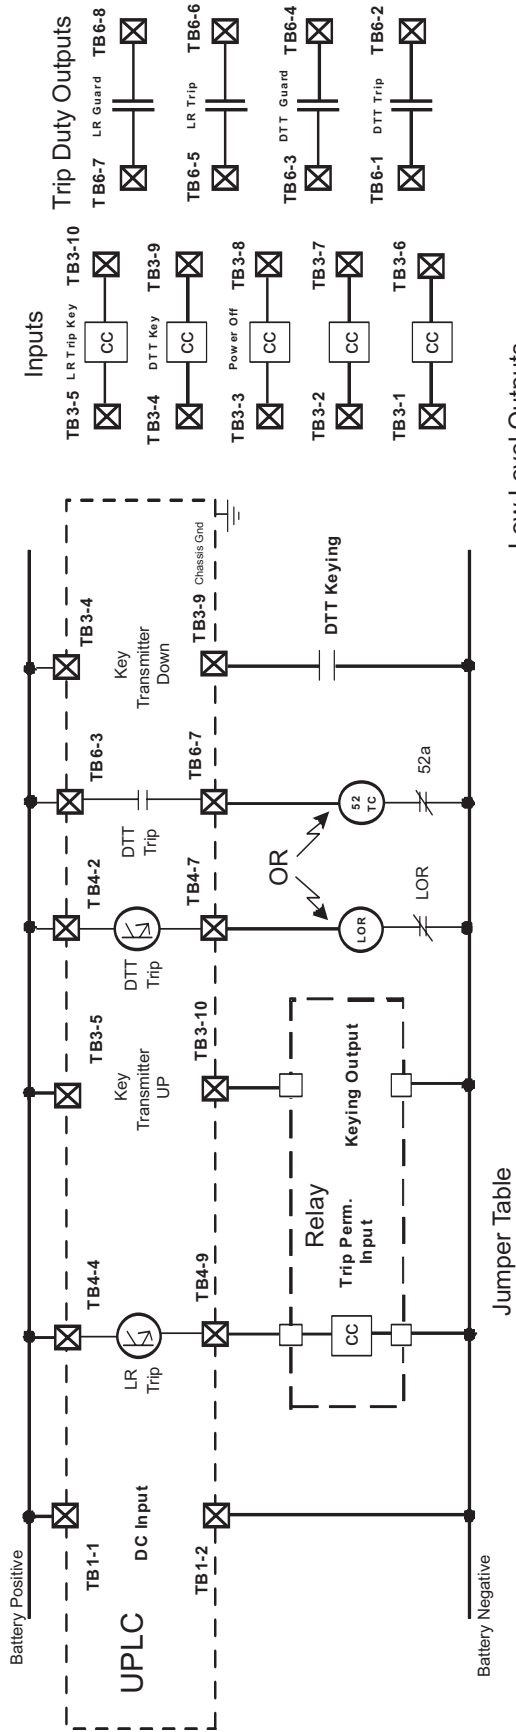 Battery Positive
UPLC
TB1-1
DC Input
TB1-2
TB4-4
LR
Trip
TB4-9
TB3-5
Key
Transmitter
UP
TB3-10
TB4-2
DTT
Trip
TB4-7
TB6-3
DTT
Trip
TB6-7
TB3-4
Key
Transmitter
Down
TB3-9
Chassis Gnd
Relay
Trip Perm.
Input
CC
Keying Output
OR
LOR
LOR
52
TC
52a
DTT Keying
Battery Negative
Jumper Table
Inputs
TB3-5 LR Trip Key TB3-10
CC
TB3-4 DTT Key TB3-9
CC
TB3-3 Power Off TB3-8
CC
TB3-2 TB3-7
CC
TB3-1 TB3-6
CC
Trip Duty Outputs
TB6-7 LR Guard TB6-8
TB6-5 LR Trip TB6-6
TB6-3 DTT Guard TB6-4
TB6-1 DTT Trip TB6-2
Low Level Outputs